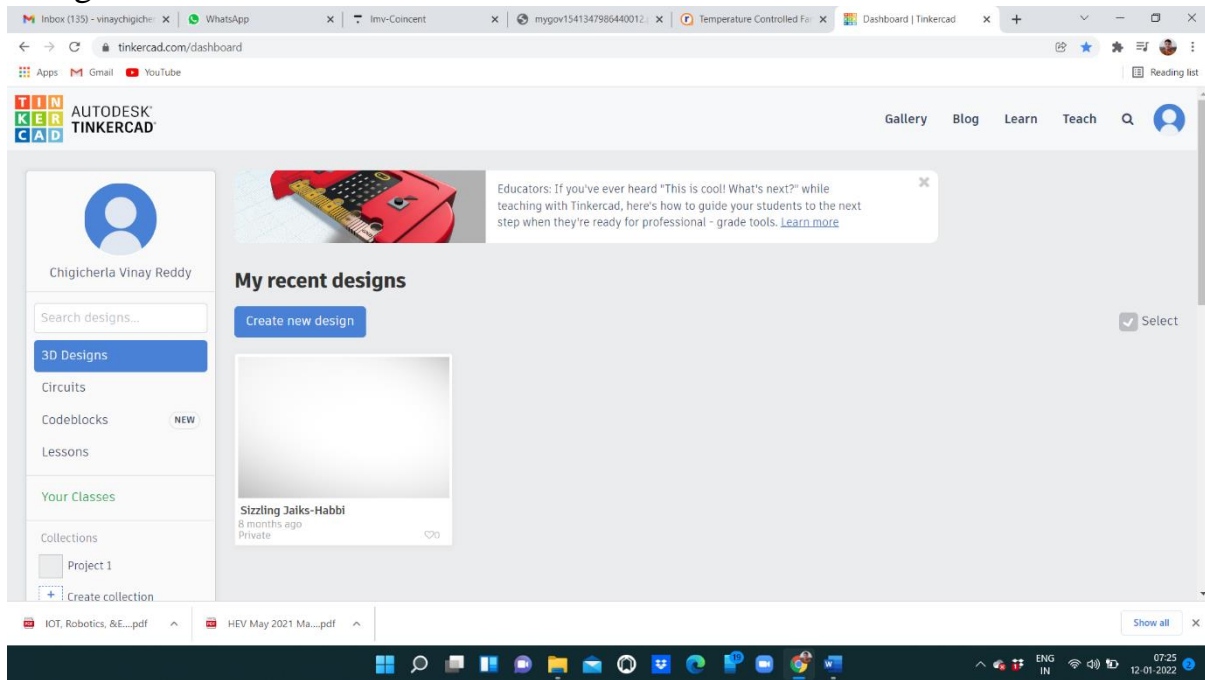 Inbox (135) - vinaychigiche
WhatsApp
Imv-Coincent
mygov1541347986440012.
Temperature Controlled Fa
Dashboard | Tinkercad
tinkercad.com/dashboard
Apps
Gmail
YouTube
Reading list
TIN
KER
CAD
AUTODESK®
TINKERCAD®
Gallery
Blog
Learn
Teach
Educators: If you've ever heard "This is cool! What's next?" while
teaching with Tinkercad, here's how to guide your students to the next
step when they're ready for professional - grade tools. Learn more
Chigicherla Vinay Reddy
Search designs...
3D Designs
Circuits
Codeblocks NEW
Lessons
Your Classes
Collections
Project 1
+ Create collection
My recent designs
Create new design
Select
Sizzling Jaiks-Habbi
8 months ago
Private
0
IOT, Robotics, &E....pdf
HEV May 2021 Ma....pdf
Show all
19
ENG
IN
07:25
12-01-2022
2